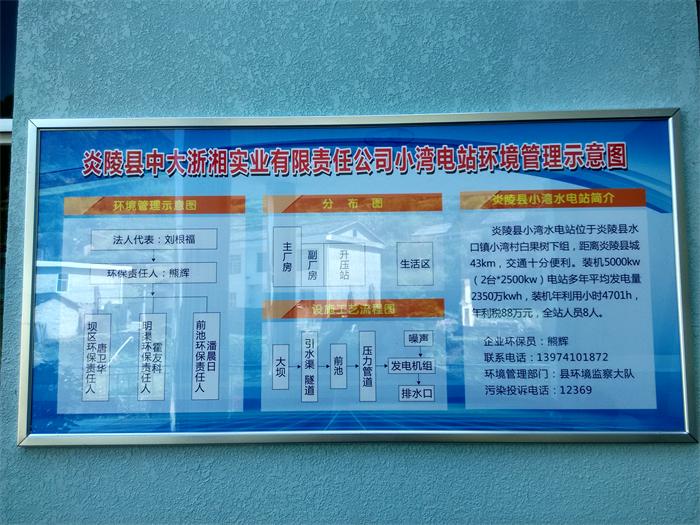 炎陵县中大浙湘实业有限责任公司小湾电站环境管理示意图
环境管理示意图
法人代表：刘根福
环保责任人：熊辉
坝区环保责任人
唐卫华
明渠环保责任人
霍友科
前池环保责任人
潘晨日
分 布 图
主厂房
副厂房
升压站
生活区
设施工艺流程图
大坝
引水渠
隧道
前池
压力管道
噪声
发电机组
排水口
炎陵县小湾水电站简介
炎陵县小湾水电站位于炎陵县水
口镇小湾村白果树下组，距离炎陵县城
43km，交通十分便利。装机5000kw
（2台*2500kw）电站多年平均发电量
2350万kwh，装机年利用小时4701h，
年利税88万元，全站人员8人。
企业环保员：熊辉
联系电话：13974101872
环境管理部门：县环境监察大队
污染投诉电话：12369